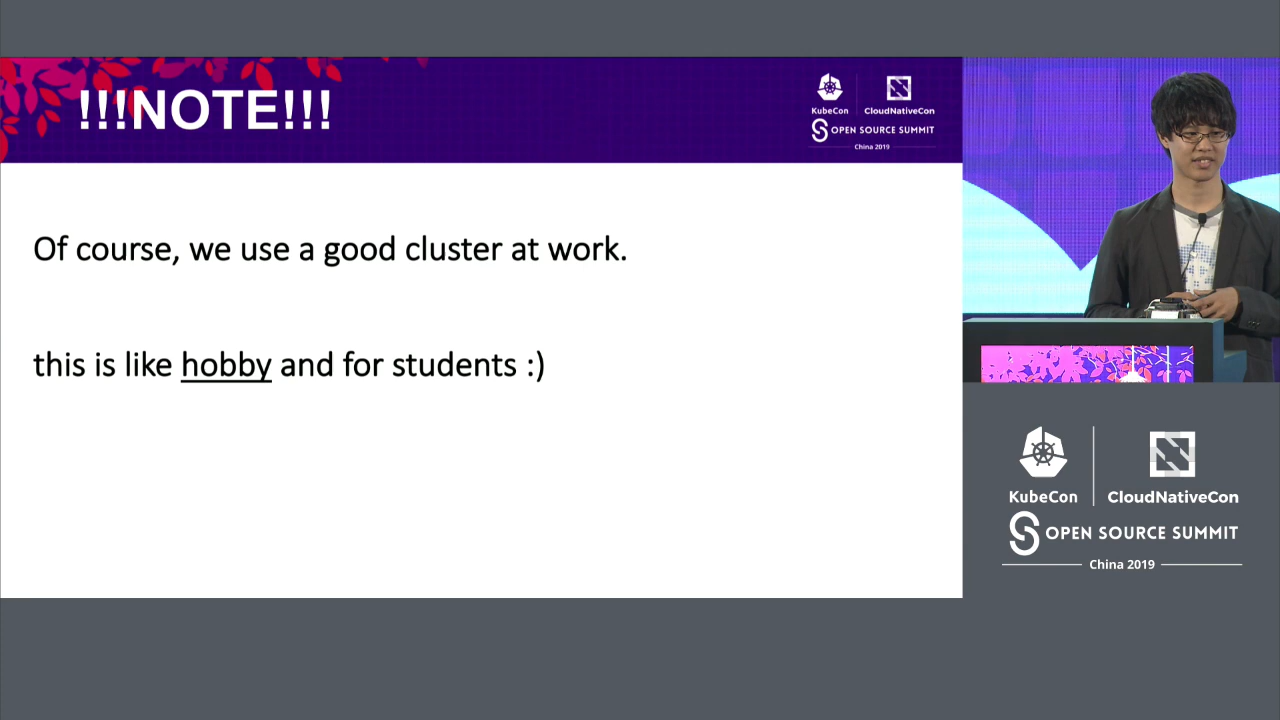 !!!NOTE!!!
KubeCon
CloudNativeCon
OPEN SOURCE SUMMIT
China 2019
Of course, we use a good cluster at work.
this is like hobby and for students :)
KubeCon
CloudNativeCon
OPEN SOURCE SUMMIT
China 2019